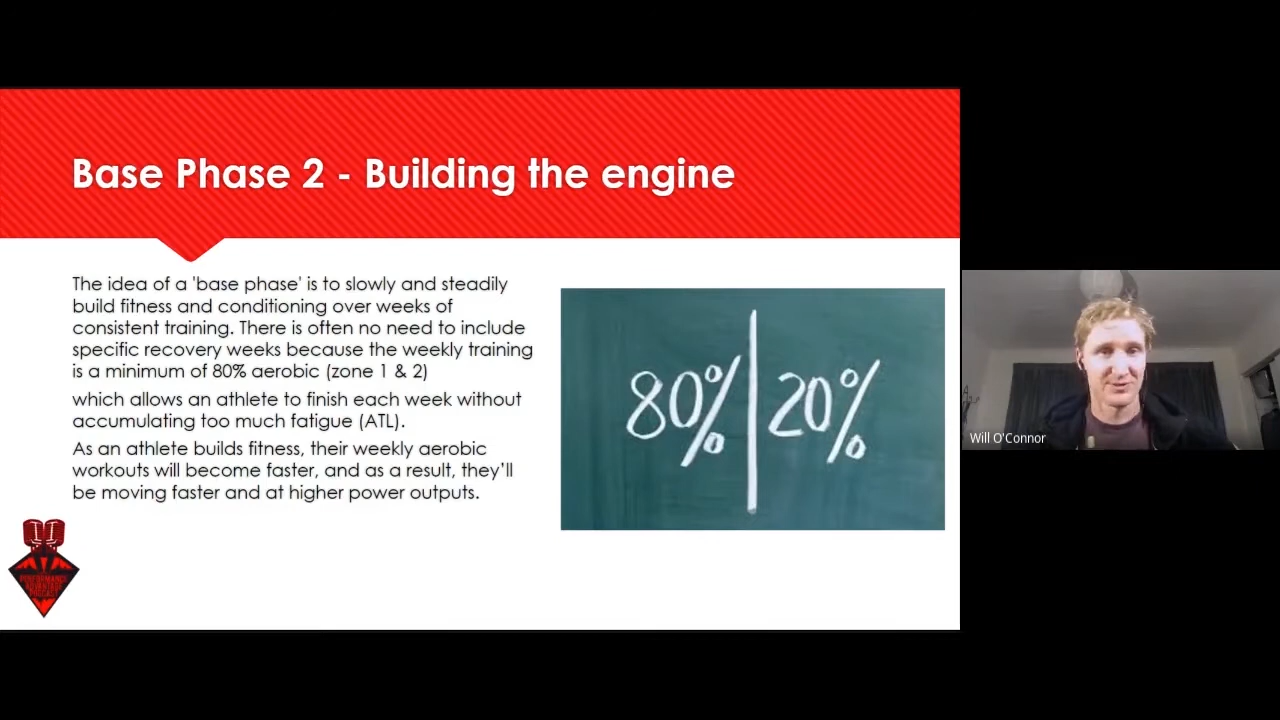 Base Phase 2 - Building the engine
The idea of a 'base phase' is to slowly and steadily
build fitness and conditioning over weeks of
consistent training. There is often no need to include
specific recovery weeks because the weekly training
is a minimum of 80% aerobic (zone 1 & 2)
which allows an athlete to finish each week without
accumulating too much fatigue (ATL).
As an athlete builds fitness, their weekly aerobic
workouts will become faster, and as a result, they'll
be moving faster and at higher power outputs.
80% 20%
PERFORMANCE
ADVANTAGE
PODCAST
Will O'Connor